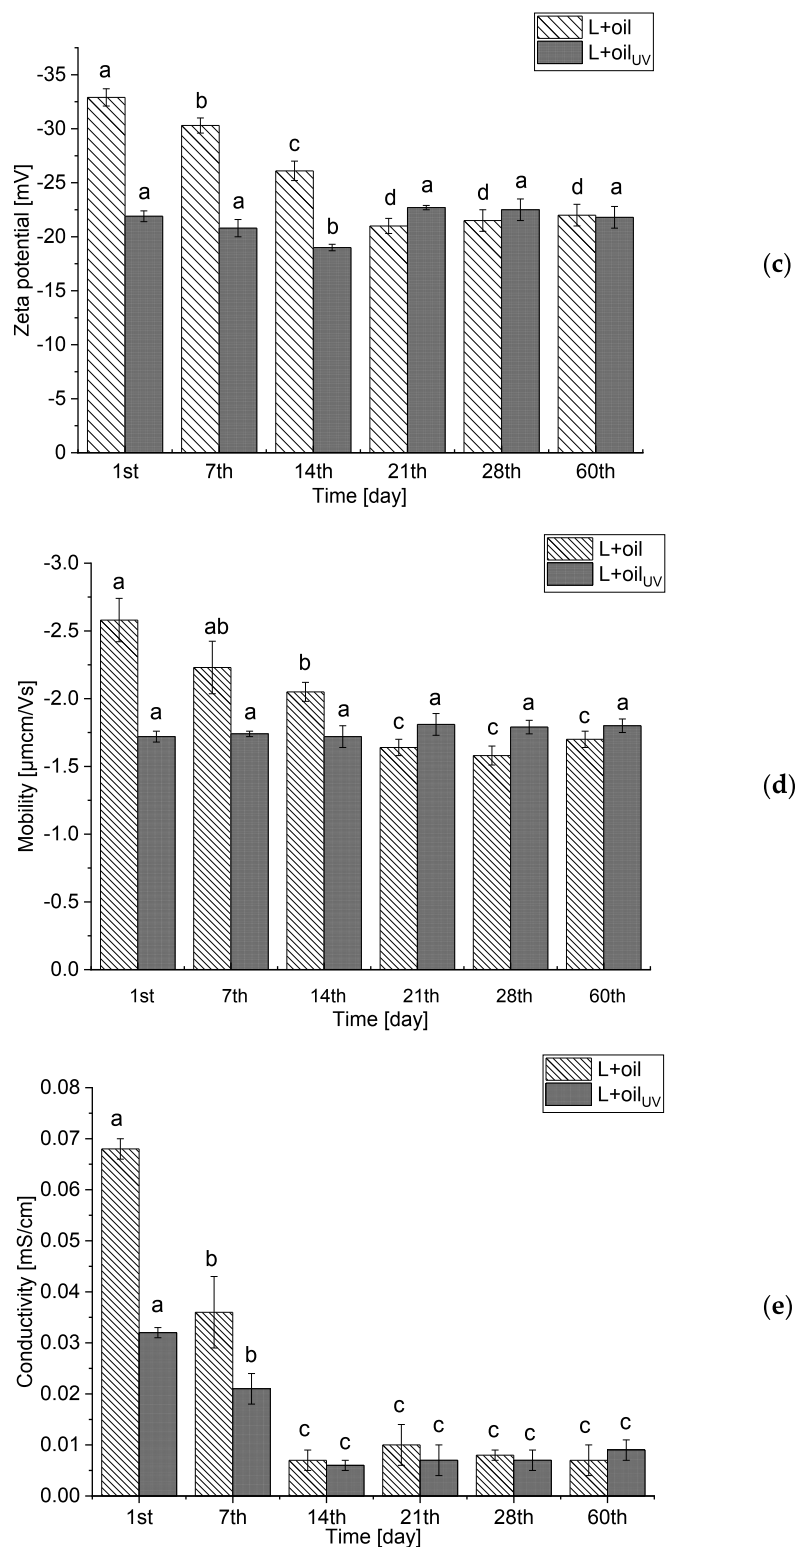 L+oil
L+oilUV
-35
-30
-25
-20
-15
-10
-5
0
Zeta potential [mV]
a
a
b
a
c
b
d
a
d
a
d
a
1st
7th
14th
21th
28th
60th
Time [day]
(c)
L+oil
L+oilUV
-3.0
-2.5
-2.0
-1.5
-1.0
-0.5
0.0
Mobility [µmcm/Vs]
a
a
ab
a
b
a
c
a
c
a
c
a
1st
7th
14th
21th
28th
60th
Time [day]
(d)
L+oil
L+oilUV
0.08
0.07
0.06
0.05
0.04
0.03
0.02
0.01
0.00
Conductivity [mS/cm]
a
a
b
b
c
c
c
c
c
c
c
c
1st
7th
14th
21th
28th
60th
Time [day]
(e)